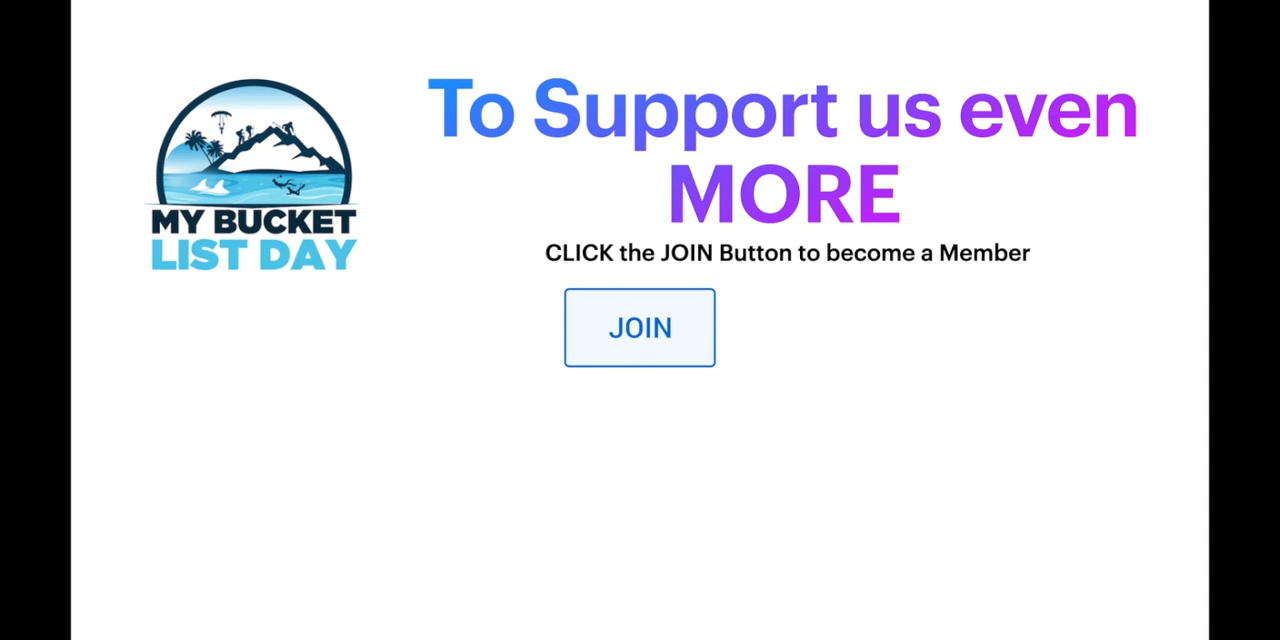 MY BUCKET
LIST DAY
To Support us even
MORE
CLICK the JOIN Button to become a Member
JOIN